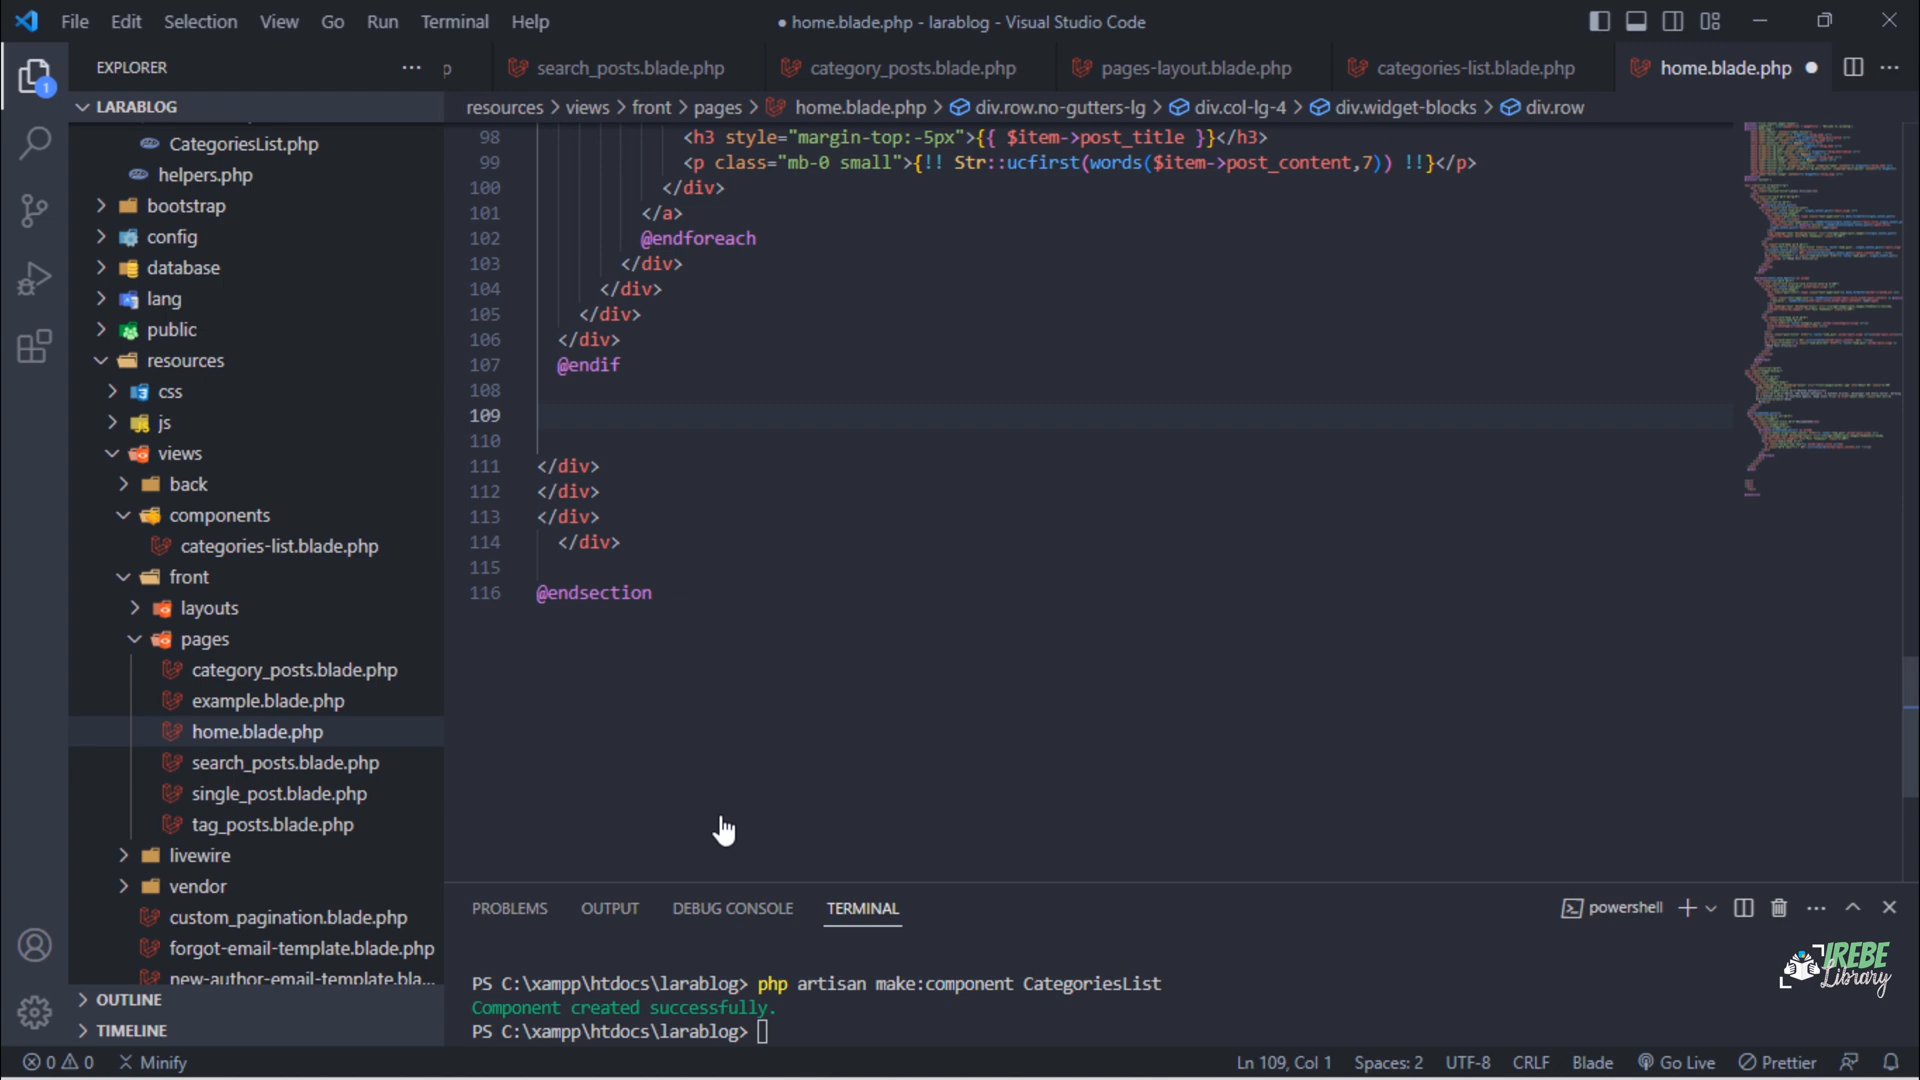 File Edit Selection View Go Run Terminal Help
● home.blade.php - larablog - Visual Studio Code
EXPLORER
p
search_posts.blade.php
category_posts.blade.php
pages-layout.blade.php
categories-list.blade.php
home.blade.php
1
LARABLOG
resources > views > front > pages > home.blade.php > div.row.no-gutters-lg > div.col-lg-4 > div.widget-blocks > div.row
CategoriesList.php
helpers.php
bootstrap
config
database
lang
public
resources
css
js
views
back
components
categories-list.blade.php
front
layouts
pages
category_posts.blade.php
example.blade.php
home.blade.php
search_posts.blade.php
single_post.blade.php
tag_posts.blade.php
livewire
vendor
custom_pagination.blade.php
forgot-email-template.blade.php
new-author-email-template.bla...
OUTLINE
TIMELINE
98 <h3 style="margin-top:-5px">{{ $item->post_title }}</h3>
99 <p class="mb-0 small">{!! Str::ucfirst(words($item->post_content,7)) !!}</p>
100 </div>
101 </a>
102 @endforeach
103 </div>
104 </div>
105 </div>
106 </div>
107 @endif
108
109
110
111 </div>
112 </div>
113 </div>
114 </div>
115
116 @endsection
PROBLEMS OUTPUT DEBUG CONSOLE TERMINAL
powershell
PS C:\xampp\htdocs\larablog> php artisan make:component CategoriesList
Component created successfully.
PS C:\xampp\htdocs\larablog>
IREBE
Library
0 0 Minify
Ln 109, Col 1 Spaces: 2 UTF-8 CRLF Blade Go Live Prettier